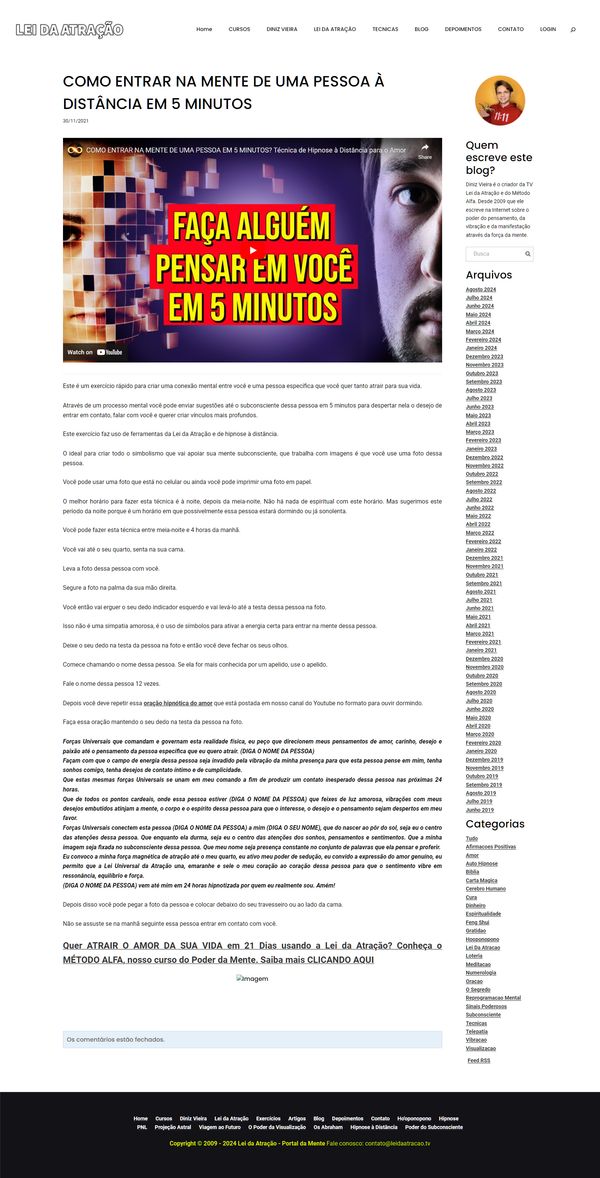 LEI DA ATRAÇÃO
Home CURSOS DINIZ VIEIRA LEI DA ATRAÇÃO TECNICAS BLOG DEPOIMENTOS CONTATO LOGIN
COMO ENTRAR NA MENTE DE UMA PESSOA À
DISTÂNCIA EM 5 MINUTOS
30/11/2021
COMO ENTRAR NA MENTE DE UMA PESSOA EM 5 MINUTOS? Técnica de Hipnose à Distância para o Amor
Share
FAÇA ALGUÉM
PENSAR EM VOCÊ
EM 5 MINUTOS
Watch on YouTube
Este é um exercício rápido para criar uma conexão mental entre você e uma pessoa específica que você quer tanto atrair para sua vida.
Através de um processo mental você pode enviar sugestões até o subconsciente dessa pessoa em 5 minutos para despertar nela o desejo de
entrar em contato, falar com você e querer criar vínculos mais profundos.
Este exercício faz uso de ferramentas da Lei da Atração e de hipnose à distância.
O ideal para criar todo o simbolismo que vai apoiar sua mente subconsciente, que trabalha com imagens é que você use uma foto dessa
pessoa.
Você pode usar uma foto que está no celular ou ainda você pode imprimir uma foto em papel.
O melhor horário para fazer esta técnica é à noite, depois da meia-noite. Não há nada de espiritual com este horário. Mas sugerimos este
período da noite porque é um horário em que possivelmente essa pessoa estará dormindo ou já sonolenta.
Você pode fazer esta técnica entre meia-noite e 4 horas da manhã.
Você vai até o seu quarto, senta na sua cama.
Leva a foto dessa pessoa com você.
Segure a foto na palma da sua mão direita.
Você então vai erguer o seu dedo indicador esquerdo e vai levá-lo até a testa dessa pessoa na foto.
Isso não é uma simpatia amorosa, é o uso de símbolos para ativar a energia certa para entrar na mente dessa pessoa.
Deixe o seu dedo na testa da pessoa na foto e então você deve fechar os seus olhos.
Comece chamando o nome dessa pessoa. Se ela for mais conhecida por um apelido, use o apelido.
Fale o nome dessa pessoa 12 vezes.
Depois você deve repetir essa oração hipnótica do amor que está postada em nosso canal do Youtube no formato para ouvir dormindo.
Faça essa oração mantendo o seu dedo na testa da pessoa na foto.
Forças Universais que comandam e governam esta realidade física, eu peço que direcionem meus pensamentos de amor, carinho, desejo e
paixão até o pensamento da pessoa específica que eu quero atrair. (DIGA O NOME DA PESSOA)
Façam com que o campo de energia dessa pessoa seja invadido pela vibração da minha presença para que esta pessoa pense em mim, tenha
sonhos comigo, tenha desejos de contato íntimo e de cumplicidade.
Que estas mesmas forças Universais se unam em meu comando a fim de produzir um contato inesperado dessa pessoa nas próximas 24
horas.
Que de todos os pontos cardeais, onde essa pessoa estiver (DIGA O NOME DA PESSOA) que feixes de luz amorosa, vibrações com meus
desejos embutidos atinjam a mente, o corpo e o espírito dessa pessoa para que o interesse, o desejo e o pensamento sejam despertos em meu
favor.
Forças Universais conectem esta pessoa (DIGA O NOME DA PESSOA) a mim (DIGA O SEU NOME), que do nascer ao pôr do sol, seja eu o centro
das atenções dessa pessoa. Que enquanto ela durma, seja eu o centro das atenções dos sonhos, pensamentos e sentimentos. Que a minha
imagem seja fixada no subconsciente dessa pessoa. Que meu nome seja presença constante no conjunto de palavras que ela pensar e proferir.
Eu convoco a minha força magnética de atração até o meu quarto, eu ativo meu poder de sedução, eu convido a expressão do amor genuíno, eu
permito que a Lei Universal da Atração una, emaranhe e sele o meu coração ao coração dessa pessoa para que o sentimento vibre em
ressonância, equilíbrio e força.
(DIGA O NOME DA PESSOA) vem até mim em 24 horas hipnotizada por quem eu realmente sou. Amém!
Depois disso você pode pegar a foto da pessoa e colocar debaixo do seu travesseiro ou ao lado da cama.
Não se assuste se na manhã seguinte essa pessoa entrar em contato com você.
Quer ATRAIR O AMOR DA SUA VIDA em 21 Dias usando a Lei da Atração? Conheça o
MÉTODO ALFA, nosso curso do Poder da Mente. Saiba mais CLICANDO AQUI
Imagem
Os comentários estão fechados.
11:11
Quem
escreve este
blog?
Diniz Vieira é o criador da TV
Lei da Atração e do Método
Alfa. Desde 2009 que ele
escreve na Internet sobre o
poder do pensamento, da
vibração e da manifestação
através da força da mente.
Busca
Arquivos
Agosto 2024
Julho 2024
Junho 2024
Maio 2024
Abril 2024
Março 2024
Fevereiro 2024
Janeiro 2024
Dezembro 2023
Novembro 2023
Outubro 2023
Setembro 2023
Agosto 2023
Julho 2023
Junho 2023
Maio 2023
Abril 2023
Março 2023
Fevereiro 2023
Janeiro 2023
Dezembro 2022
Novembro 2022
Outubro 2022
Setembro 2022
Agosto 2022
Julho 2022
Junho 2022
Maio 2022
Abril 2022
Março 2022
Fevereiro 2022
Janeiro 2022
Dezembro 2021
Novembro 2021
Outubro 2021
Setembro 2021
Agosto 2021
Julho 2021
Junho 2021
Maio 2021
Abril 2021
Março 2021
Fevereiro 2021
Janeiro 2021
Dezembro 2020
Novembro 2020
Outubro 2020
Setembro 2020
Agosto 2020
Julho 2020
Junho 2020
Maio 2020
Abril 2020
Março 2020
Fevereiro 2020
Janeiro 2020
Dezembro 2019
Novembro 2019
Outubro 2019
Setembro 2019
Agosto 2019
Julho 2019
Junho 2019
Categorias
Tudo
Afirmacoes Positivas
Amor
Auto Hipnose
Biblia
Carta Magica
Cerebro Humano
Cura
Dinheiro
Espiritualidade
Feng Shui
Gratidao
Hooponopono
Lei Da Atracao
Loteria
Meditacao
Numerologia
Oracao
O Segredo
Reprogramacao Mental
Sinais Poderosos
Subconsciente
Tecnicas
Telepatia
Vibracao
Visualizacao
Feed RSS
Home Cursos Diniz Vieira Lei da Atração Exercícios Artigos Blog Depoimentos Contato Ho'oponopono Hipnose
PNL Projeção Astral Viagem ao Futuro O Poder da Visualização Os Abraham Hipnose à Distância Poder do Subconsciente
Copyright © 2009 - 2024 Lei da Atração - Portal da Mente Fale conosco: contato@leidaatracao.tv